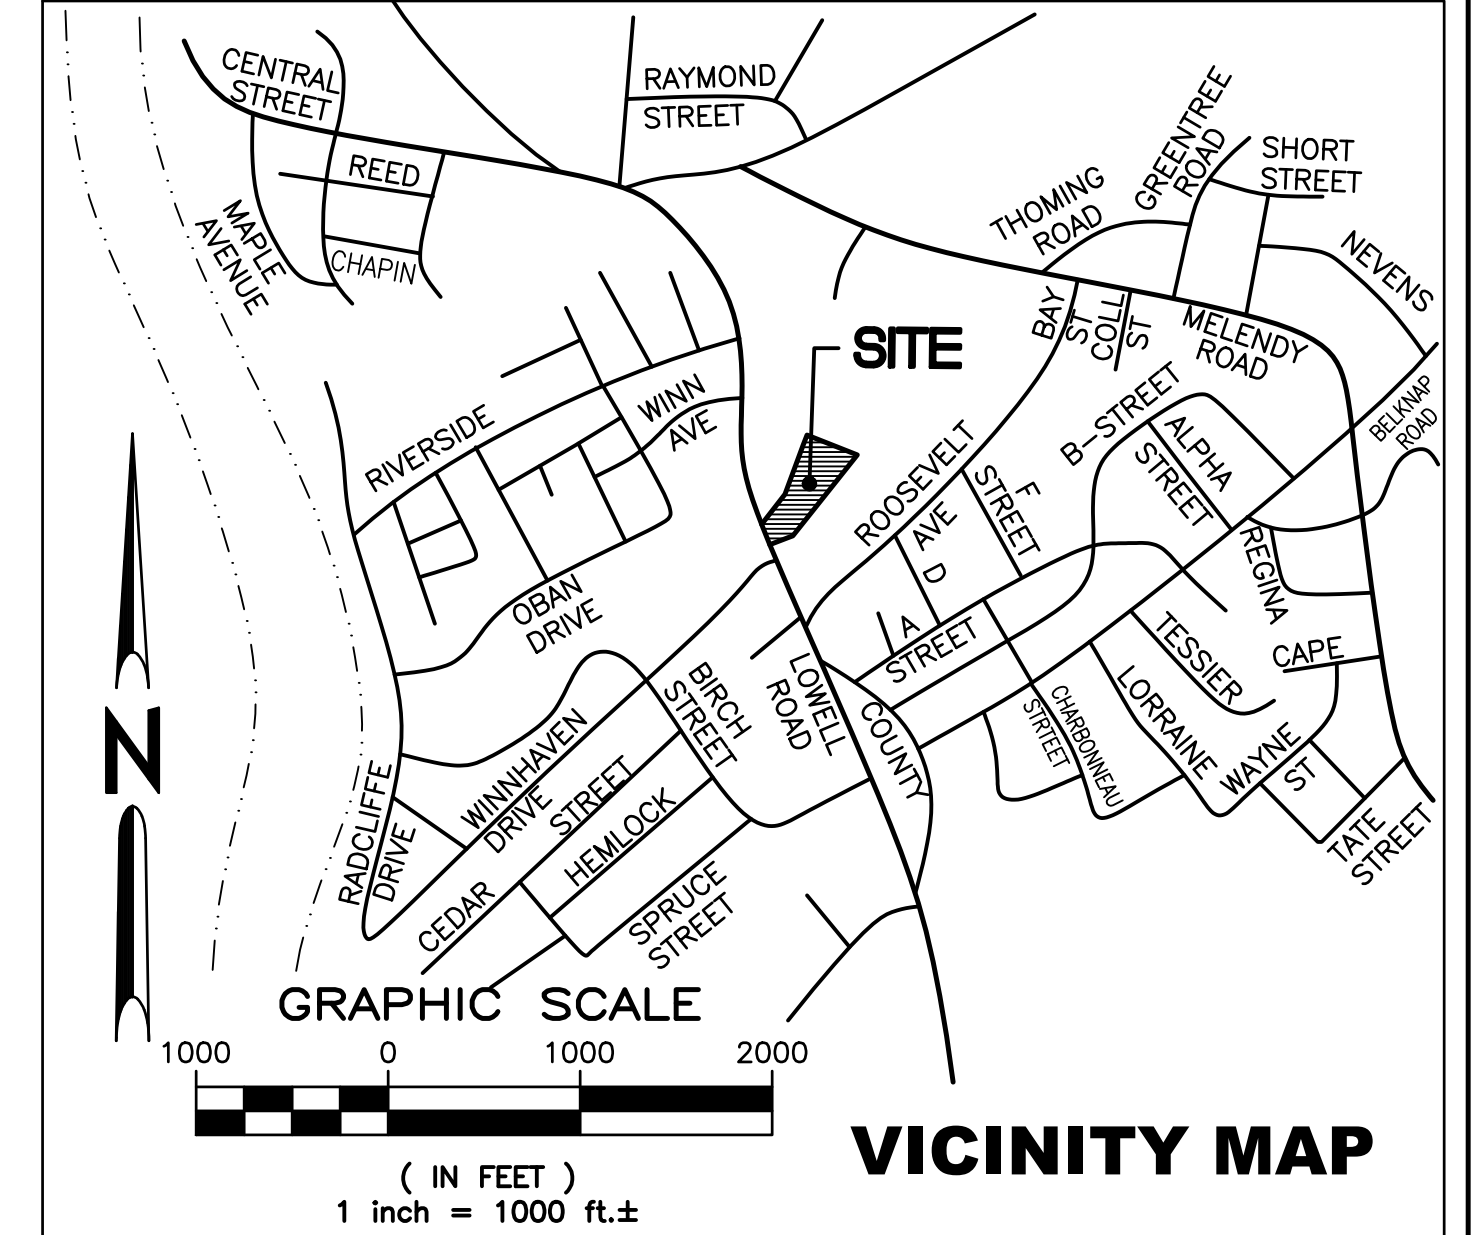 CENTRAL
STREET
RAYMOND
STREET
REED
CHAPIN
MAPLE
AVENUE
GREENTREE
ROAD
SHORT
STREET
THOMING
ROAD
NEVENS
BAY
ST
COLL
ST
MELENDY
ROAD
BELKNAP
ROAD
SITE
RIVERSIDE
WINN
AVE
ROOSEVELT
AVE
B-STREET
ALPHA
STREET
F
STREET
D
A
STREET
REGINA
CAPE
OBAN
DRIVE
TESSIER
LORRAINE
CHARBONNEAU
STRTEET
WAYNE
ST
TATE
STREET
BIRCH
STREET
LOWELL
ROAD
COUNTY
WINNHAVEN
DRIVE
RADCLIFFE
DRIVE
CEDAR STREET
HEMLOCK
SPRUCE
STREET
N
GRAPHIC SCALE
1000 0 1000 2000
( IN FEET )
1 inch = 1000 ft.±
VICINITY MAP